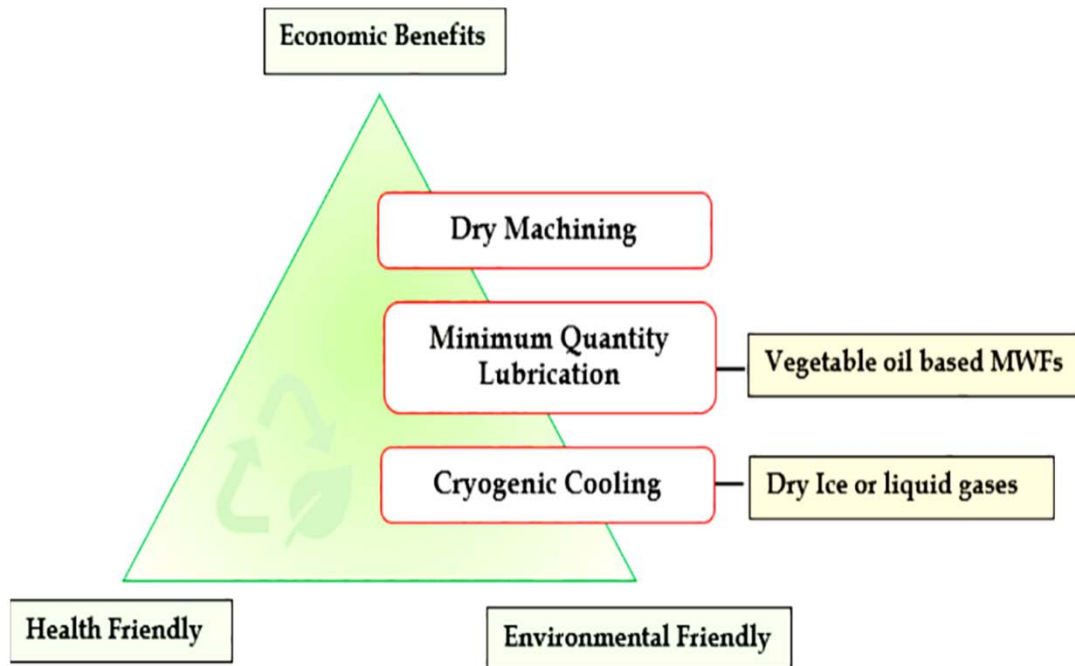 Economic Benefits
Dry Machining
Minimum Quantity
Lubrication
Vegetable oil based MWFs
Cryogenic Cooling
Dry Ice or liquid gases
Health Friendly
Environmental Friendly